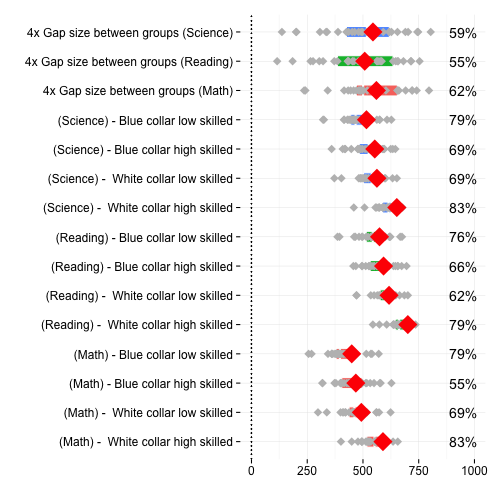 4x Gap size between groups (Science) 59%
4x Gap size between groups (Reading) 55%
4x Gap size between groups (Math) 62%
(Science) - Blue collar low skilled 79%
(Science) - Blue collar high skilled 69%
(Science) -  White collar low skilled 69%
(Science) -  White collar high skilled 83%
(Reading) - Blue collar low skilled 76%
(Reading) - Blue collar high skilled 66%
(Reading) -  White collar low skilled 62%
(Reading) -  White collar high skilled 79%
(Math) - Blue collar low skilled 79%
(Math) - Blue collar high skilled 55%
(Math) -  White collar low skilled 69%
(Math) -  White collar high skilled 83%
0 250 500 750 1000